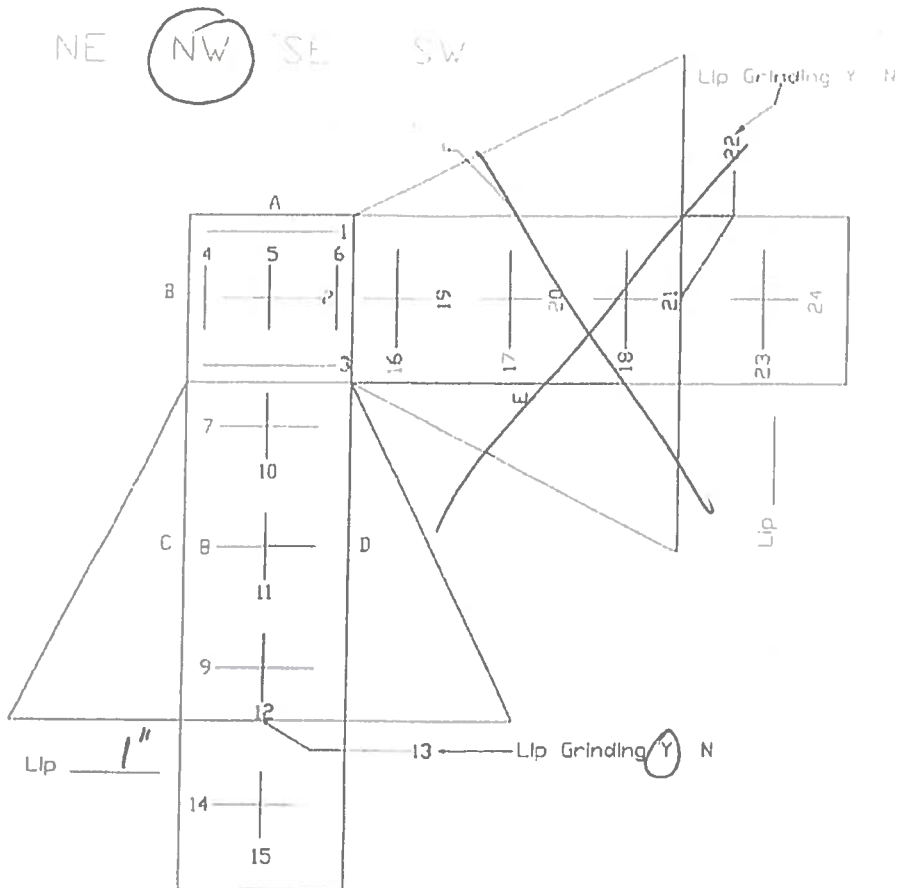 NE NW SE SW
Lip Grinding Y N
22
A
1
4 5 6
B
2 19 20 21 24
3 16 17 18 23
E
7
10
C 8 D
11
9
12
Lip 1"
13 Lip Grinding Y N
Lip
14
15